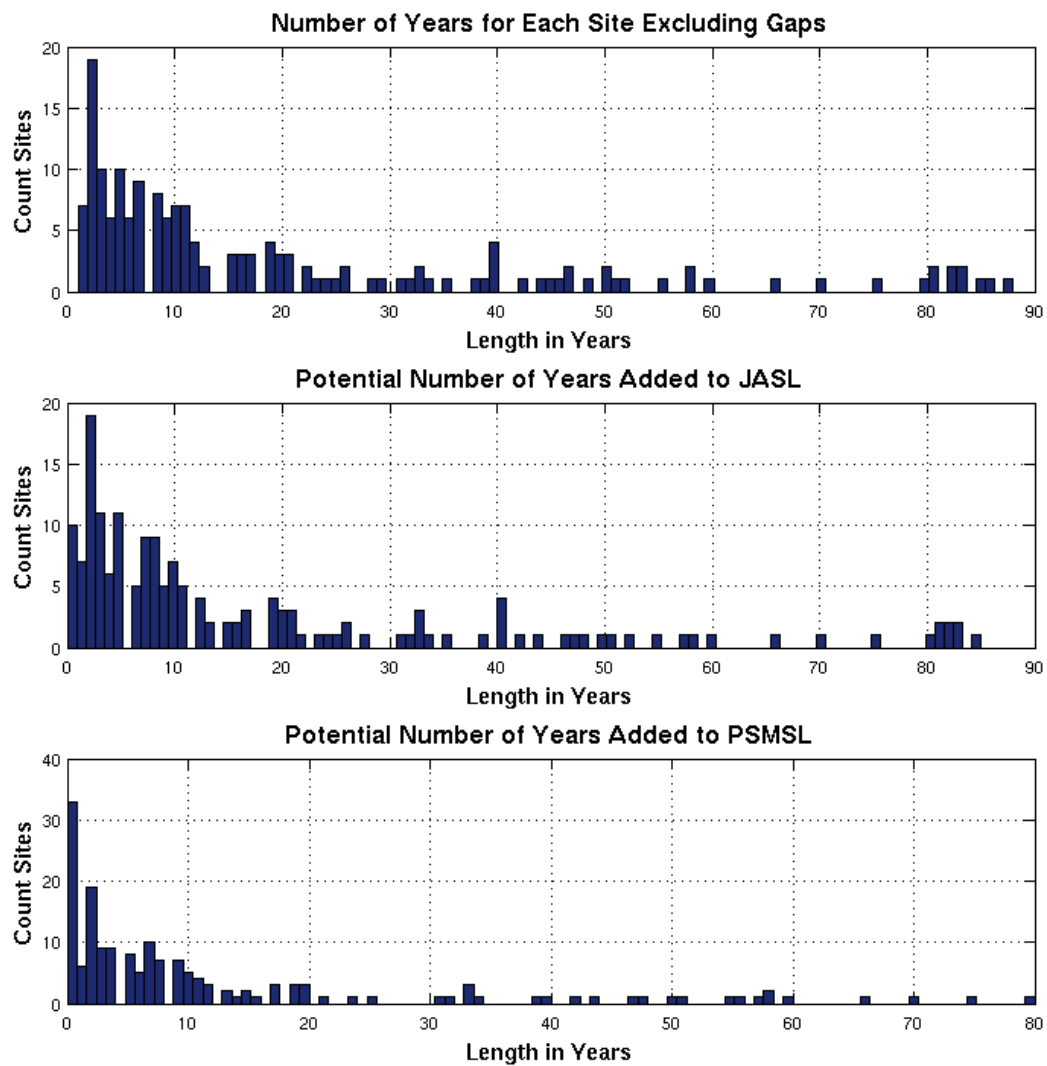 Number of Years for Each Site Excluding Gaps
20
15
10
5
0
Count Sites
0 10 20 30 40 50 60 70 80 90
Length in Years
Potential Number of Years Added to JASL
20
15
10
5
0
Count Sites
0 10 20 30 40 50 60 70 80 90
Length in Years
Potential Number of Years Added to PSMSL
40
30
20
10
0
Count Sites
0 10 20 30 40 50 60 70 80
Length in Years